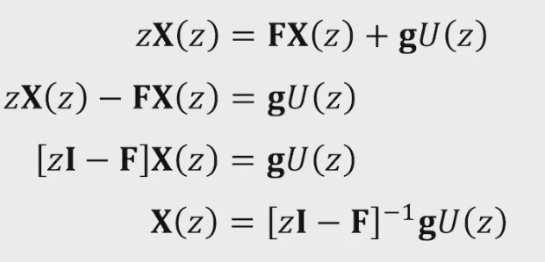 z𝐗(z) = 𝐅𝐗(z) + 𝐠U(z)
z𝐗(z) − 𝐅𝐗(z) = 𝐠U(z)
[z𝐈 − 𝐅]𝐗(z) = 𝐠U(z)
𝐗(z) = [z𝐈 − 𝐅]⁻¹𝐠U(z)